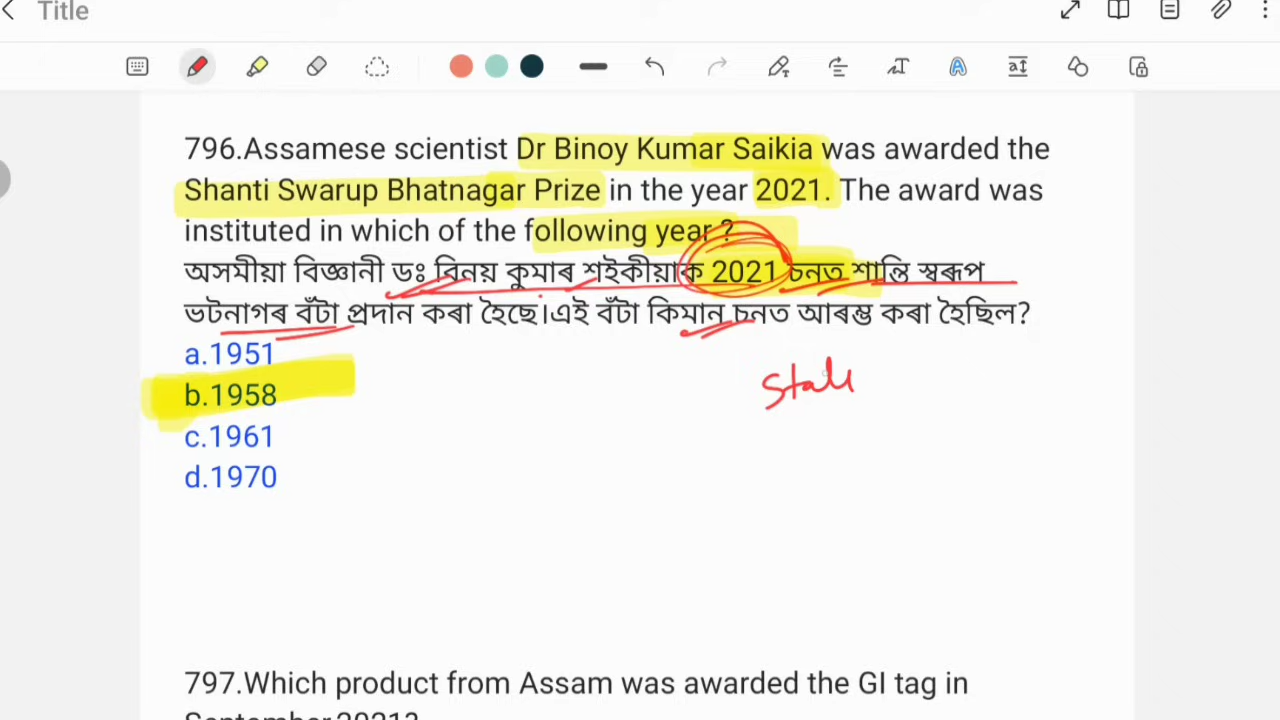 Title
796.Assamese scientist Dr Binoy Kumar Saikia was awarded the
Shanti Swarup Bhatnagar Prize in the year 2021. The award was
instituted in which of the following year ?
অসমীয়া বিজ্ঞানী ডঃ বিনয় কুমাৰ শইকীয়াক 2021 চনত শান্তি স্বৰূপ
ভটনাগৰ বঁটা প্ৰদান কৰা হৈছে।এই বঁটা কিমান চনত আৰম্ভ কৰা হৈছিল?
a.1951
b.1958
c.1961
d.1970
797.Which product from Assam was awarded the GI tag in
September,2021?